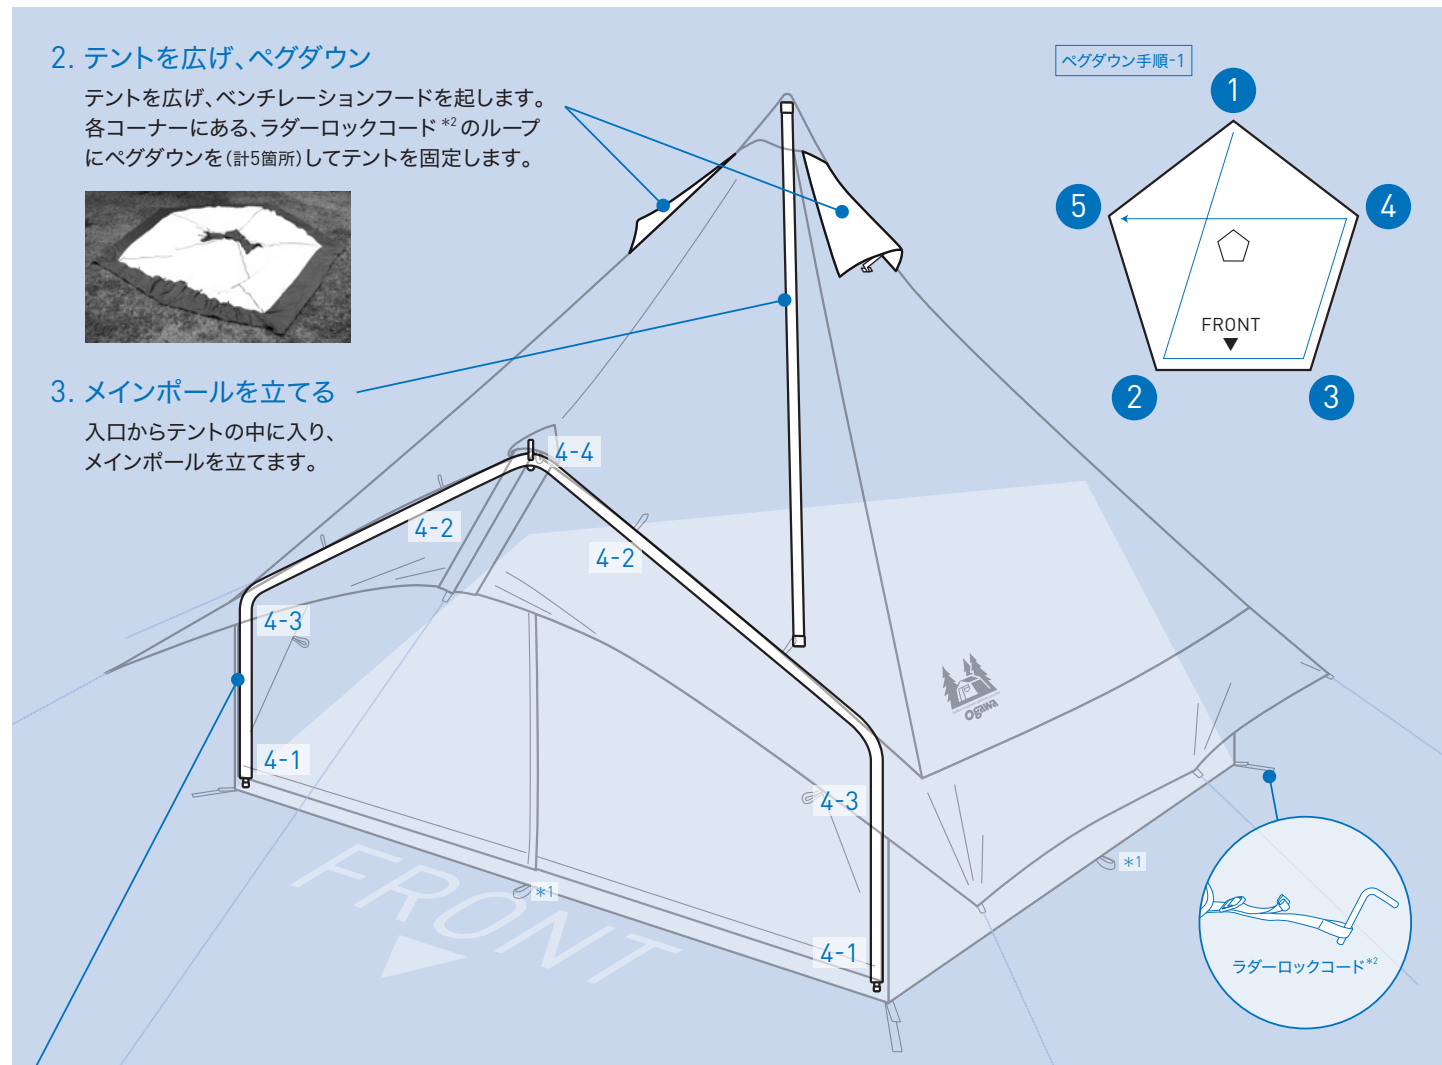 2. テントを広げ、ペグダウン
テントを広げ、ベンチレーションフードを起します。
各コーナーにある、ラダーロックコード*2のループ
にペグダウンを(計5箇所)してテントを固定します。
3. メインポールを立てる
入口からテントの中に入り、
メインポールを立てます。
ペグダウン手順-1
1
5
4
FRONT
2
3
4-4
4-2
4-2
4-3
4-1
4-3
4-1
Ogawa
*1
*1
FRONT
ラダーロックコード*2